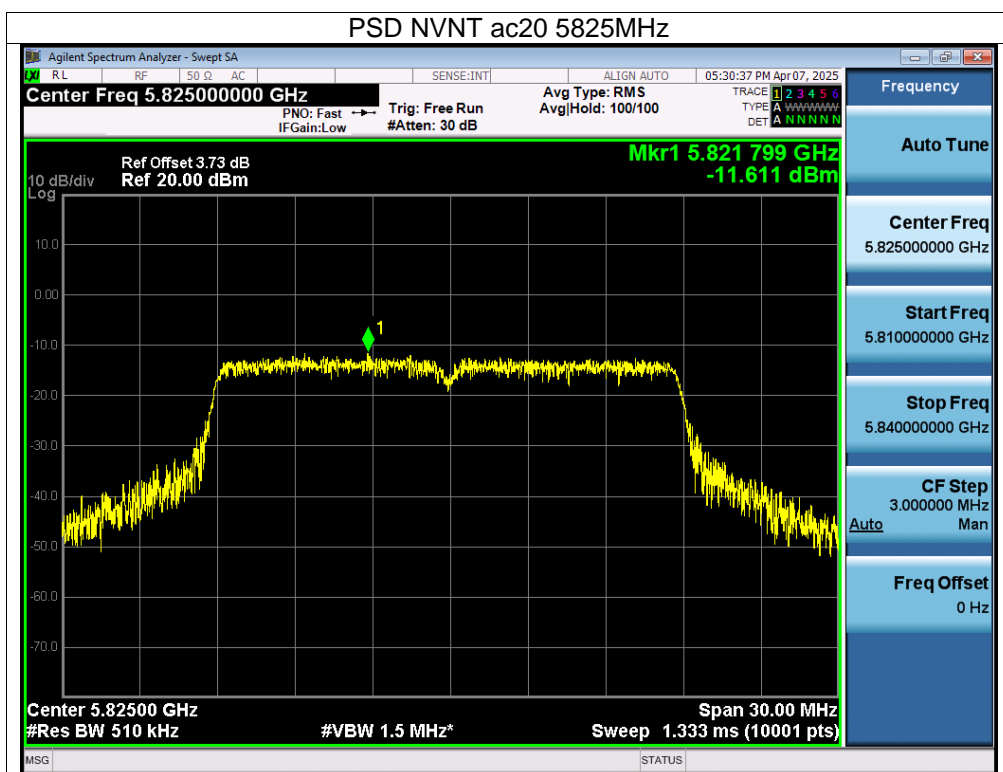 PSD NVNT ac20 5825MHz
Agilent Spectrum Analyzer - Swept SA
LXI RL RF 50 Ω AC SENSE:INT ALIGN AUTO 05:30:37 PM Apr 07, 2025
Center Freq 5.825000000 GHz
PNO: Fast
IFGain:Low
Trig: Free Run
#Atten: 30 dB
Avg Type: RMS
Avg|Hold: 100/100
TRACE 1 2 3 4 5 6
TYPE A WWWWW
DET A N N N N N
Frequency
Auto Tune
Center Freq
5.825000000 GHz
Start Freq
5.810000000 GHz
Stop Freq
5.840000000 GHz
CF Step
3.000000 MHz
Auto Man
Freq Offset
0 Hz
Mkr1 5.821 799 GHz
-11.611 dBm
Ref Offset 3.73 dB
10 dB/div Ref 20.00 dBm
Log
10.0
0.00
-10.0
-20.0
-30.0
-40.0
-50.0
-60.0
-70.0
1
Center 5.82500 GHz Span 30.00 MHz
#Res BW 510 kHz #VBW 1.5 MHz* Sweep 1.333 ms (10001 pts)
MSG STATUS